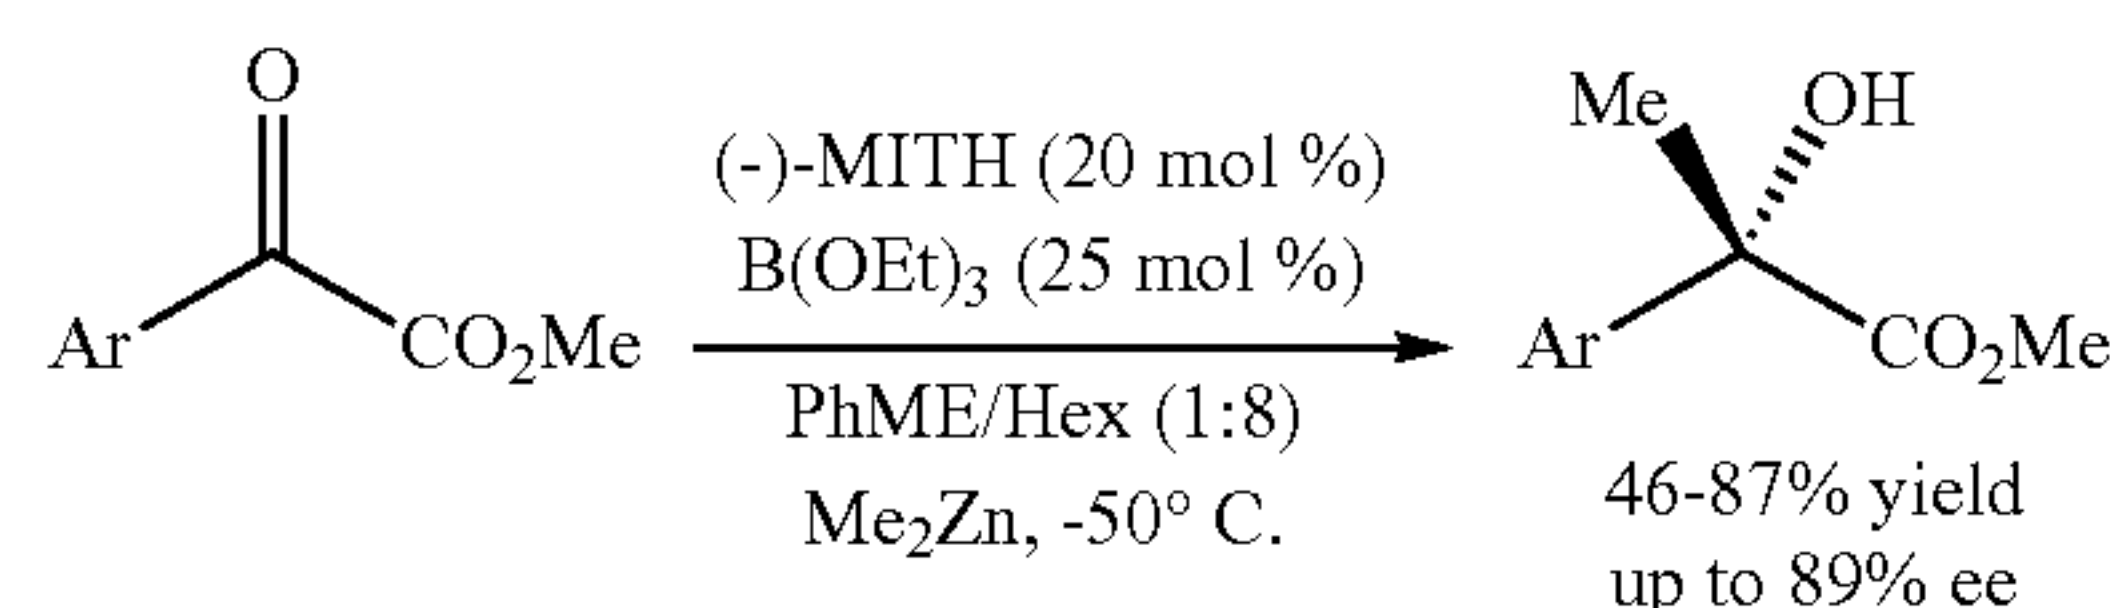 O
Ar
CO₂Me
(-)-MITH (20 mol %)
B(OEt)₃ (25 mol %)
PhME/Hex (1:8)
Me₂Zn, -50° C.
Me
OH
Ar
CO₂Me
46-87% yield
up to 89% ee